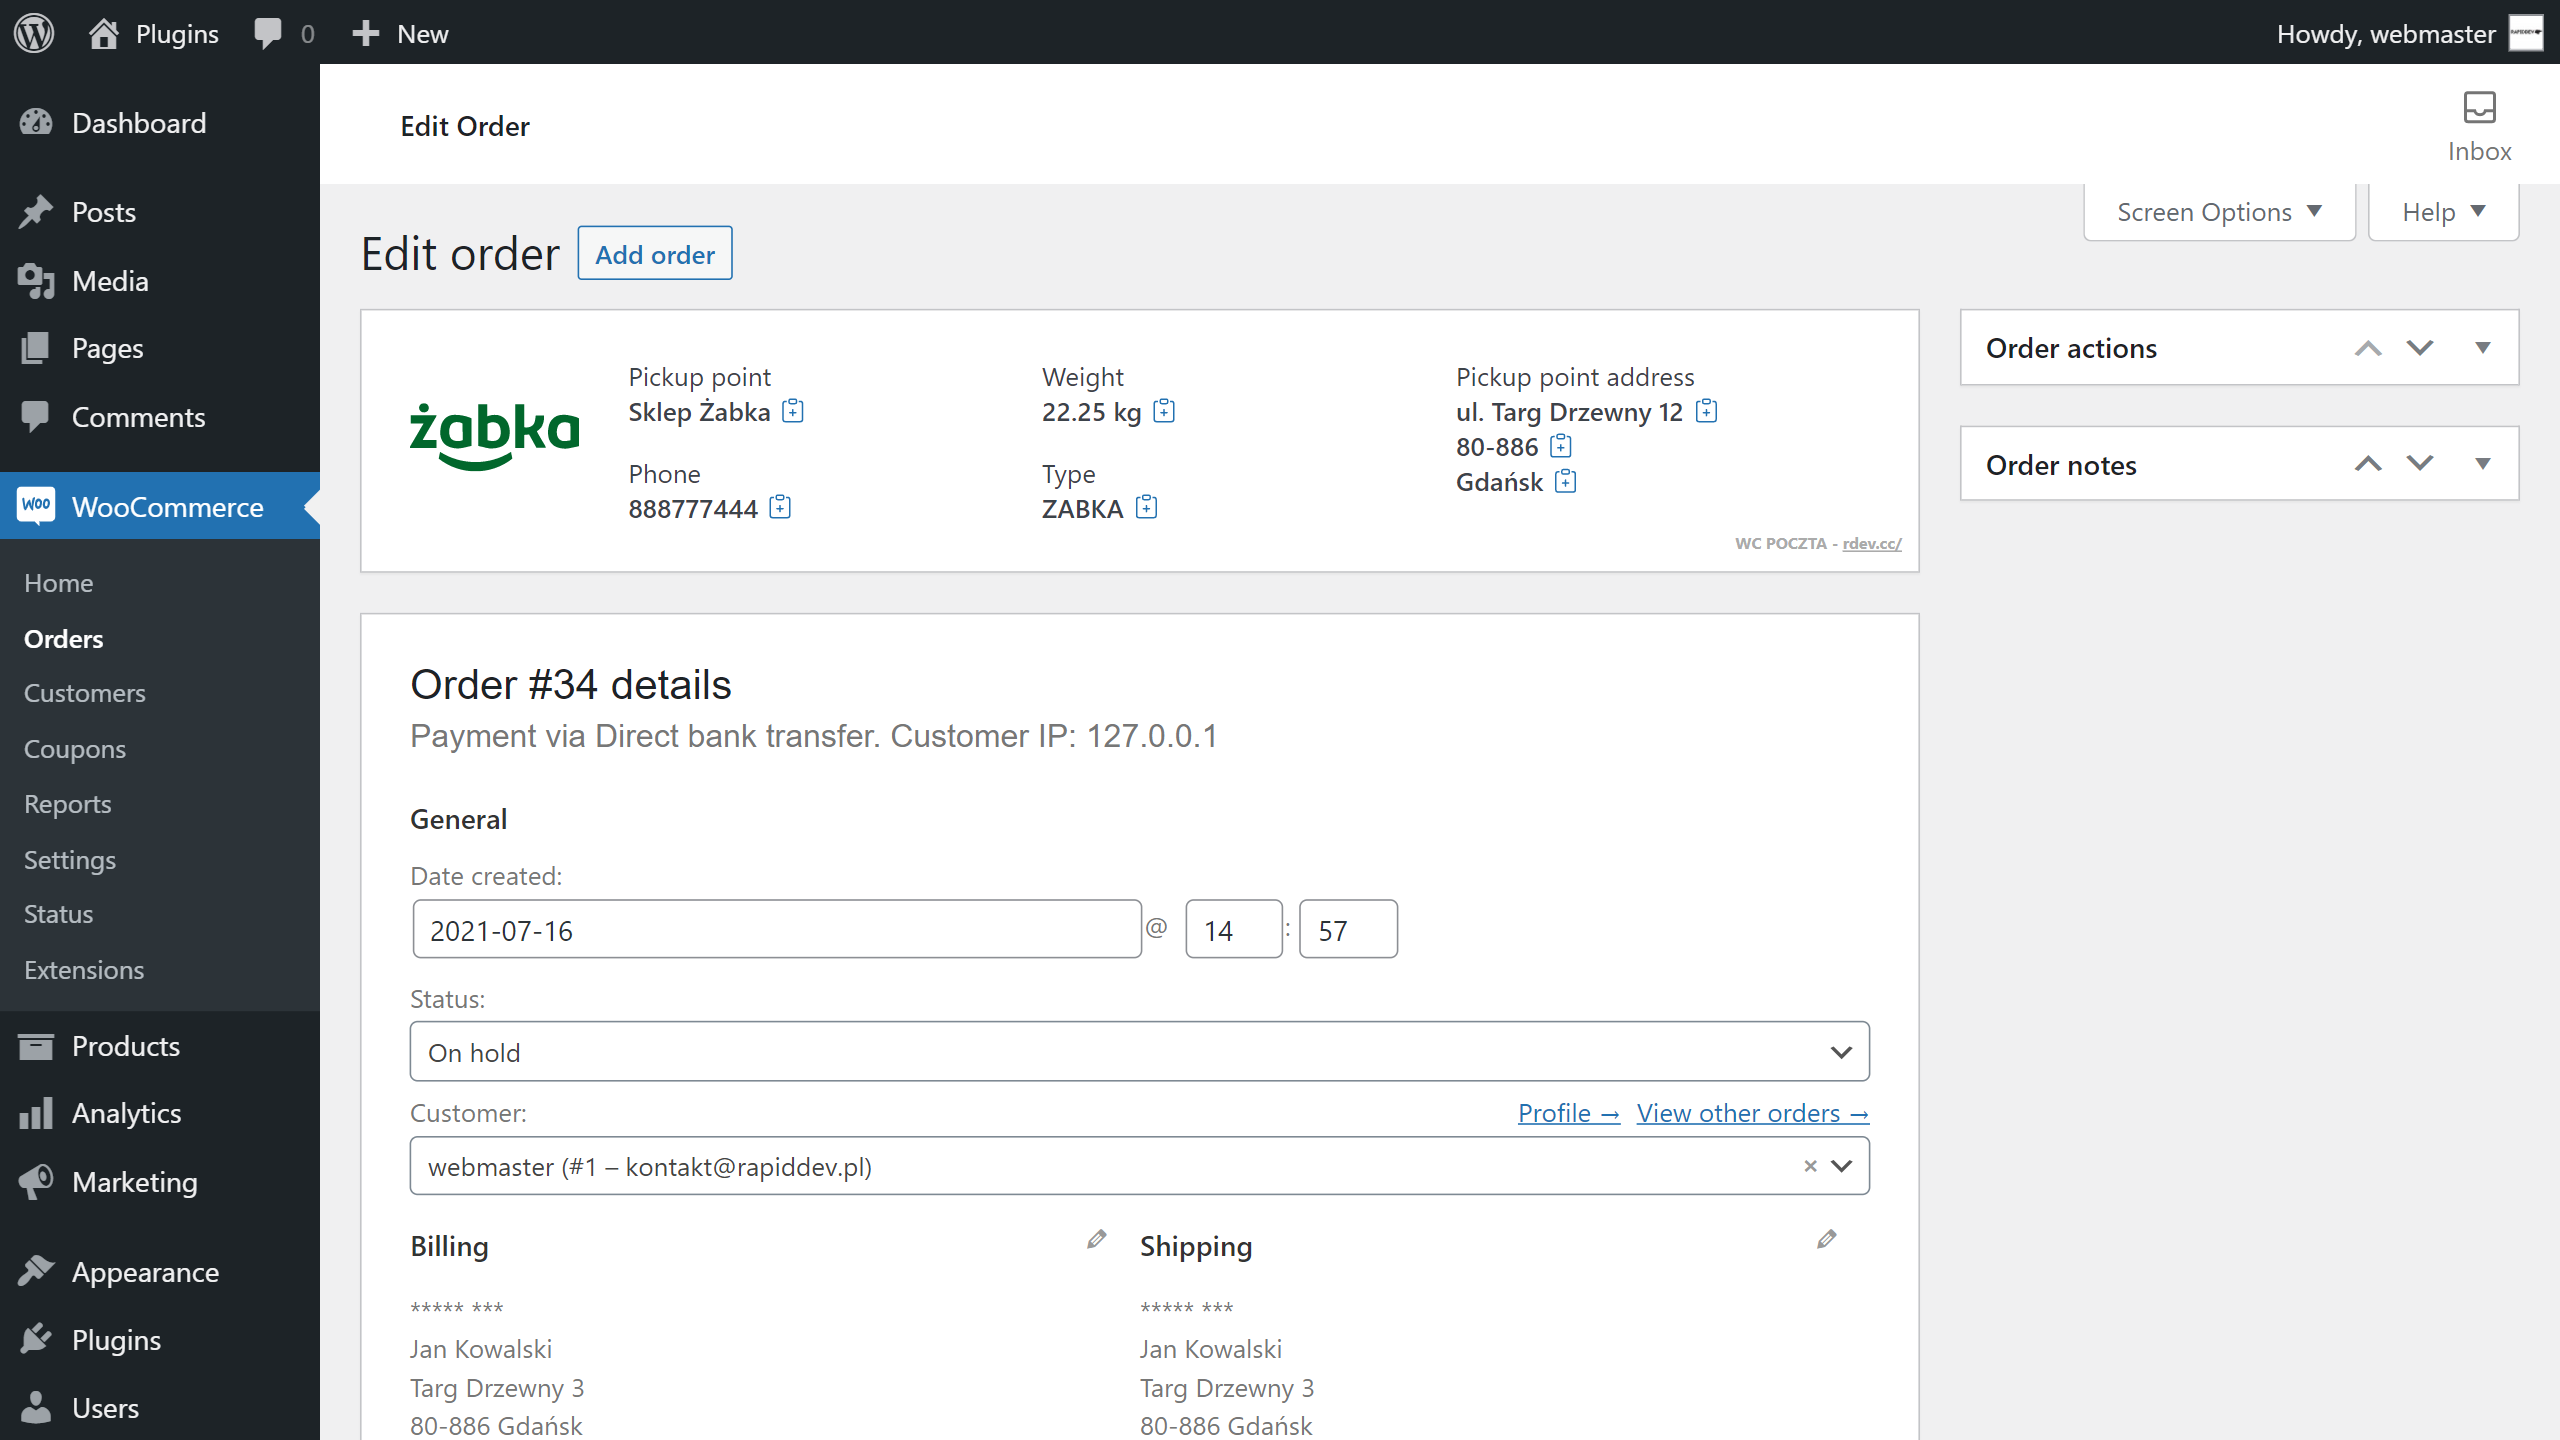 Plugins
0
New
Howdy, webmaster
Dashboard
Posts
Media
Pages
Comments
WOO
WooCommerce
Home
Orders
Customers
Coupons
Reports
Settings
Status
Extensions
Products
Analytics
Marketing
Appearance
Plugins
Users
Edit Order
Inbox
Screen Options
Help
Edit order
Add order
żabka
Pickup point
Sklep Żabka
Phone
888777444
Weight
22.25 kg
Type
ZABKA
Pickup point address
ul. Targ Drzewny 12
80-886
Gdańsk
WC POCZTA - rdev.cc/
Order actions
Order notes
Order #34 details
Payment via Direct bank transfer. Customer IP: 127.0.0.1
General
Date created:
2021-07-16 @ 14 : 57
Status:
On hold
Customer:
Profile → View other orders →
webmaster (#1 – kontakt@rapiddev.pl) ×
Billing
***** ***
Jan Kowalski
Targ Drzewny 3
80-886 Gdańsk
Shipping
***** ***
Jan Kowalski
Targ Drzewny 3
80-886 Gdańsk